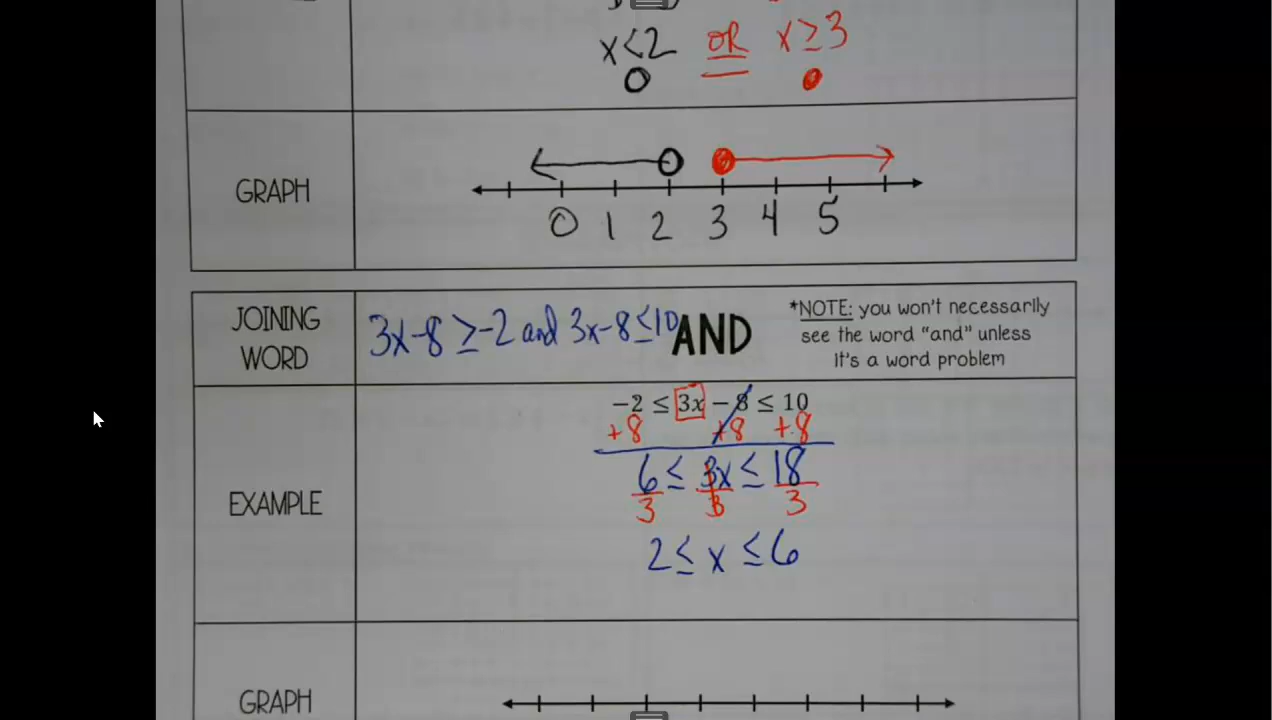 x<2 OR x≥3
GRAPH
0 1 2 3 4 5
JOINING WORD
3x-8 ≥ -2 and 3x-8 ≤ 10 AND
*NOTE: you won't necessarily
see the word "and" unless
it's a word problem
EXAMPLE
−2 ≤ 3x − 8 ≤ 10
+8 +8 +8
6 ≤ 3x ≤ 18
3 3 3
2 ≤ x ≤ 6
GRAPH